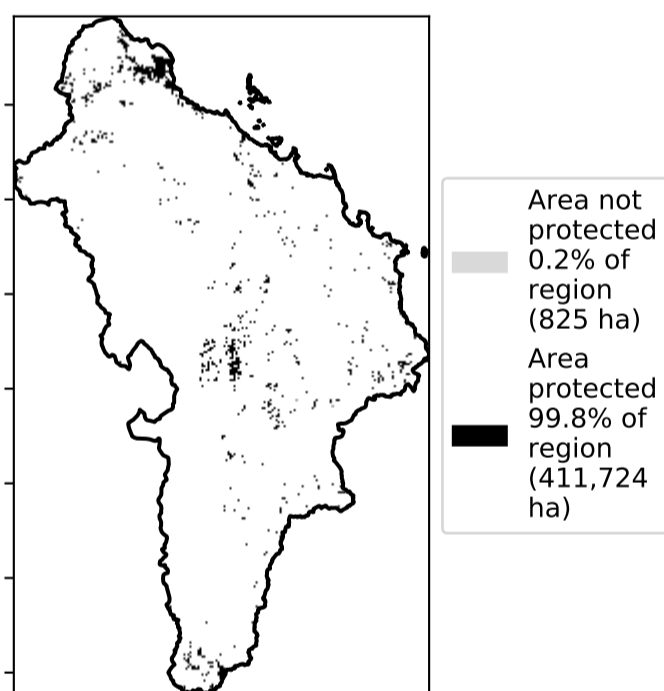 Area not
protected
0.2% of
region
(825 ha)
Area
protected
99.8% of
region
(411,724
ha)